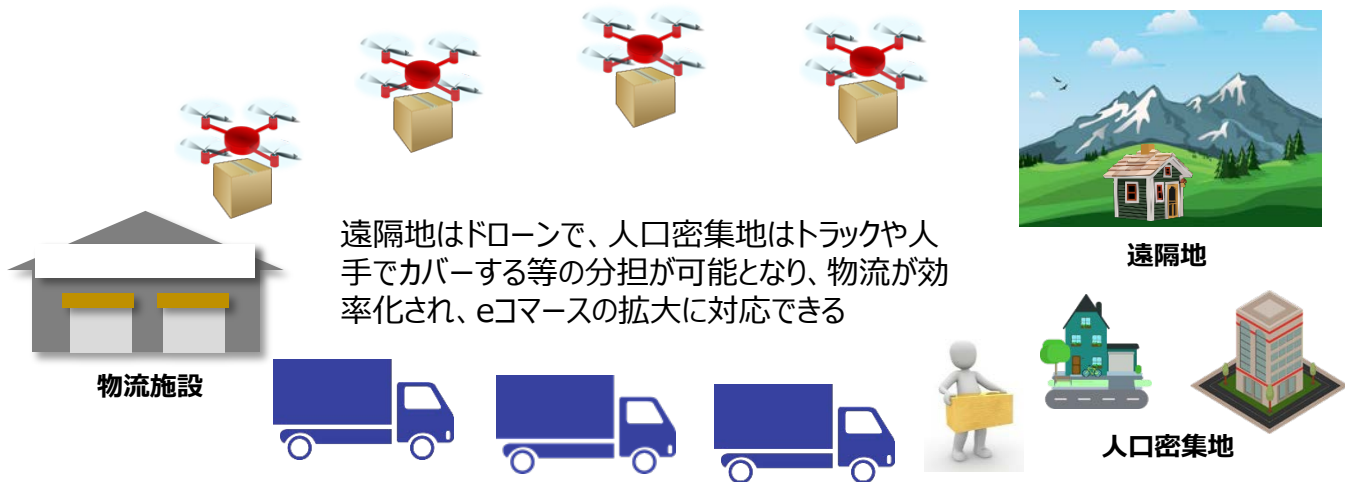 遠隔地はドローンで、人口密集地はトラックや人
手でカバーする等の分担が可能となり、物流が効
率化され、eコマースの拡大に対応できる
遠隔地
物流施設
人口密集地